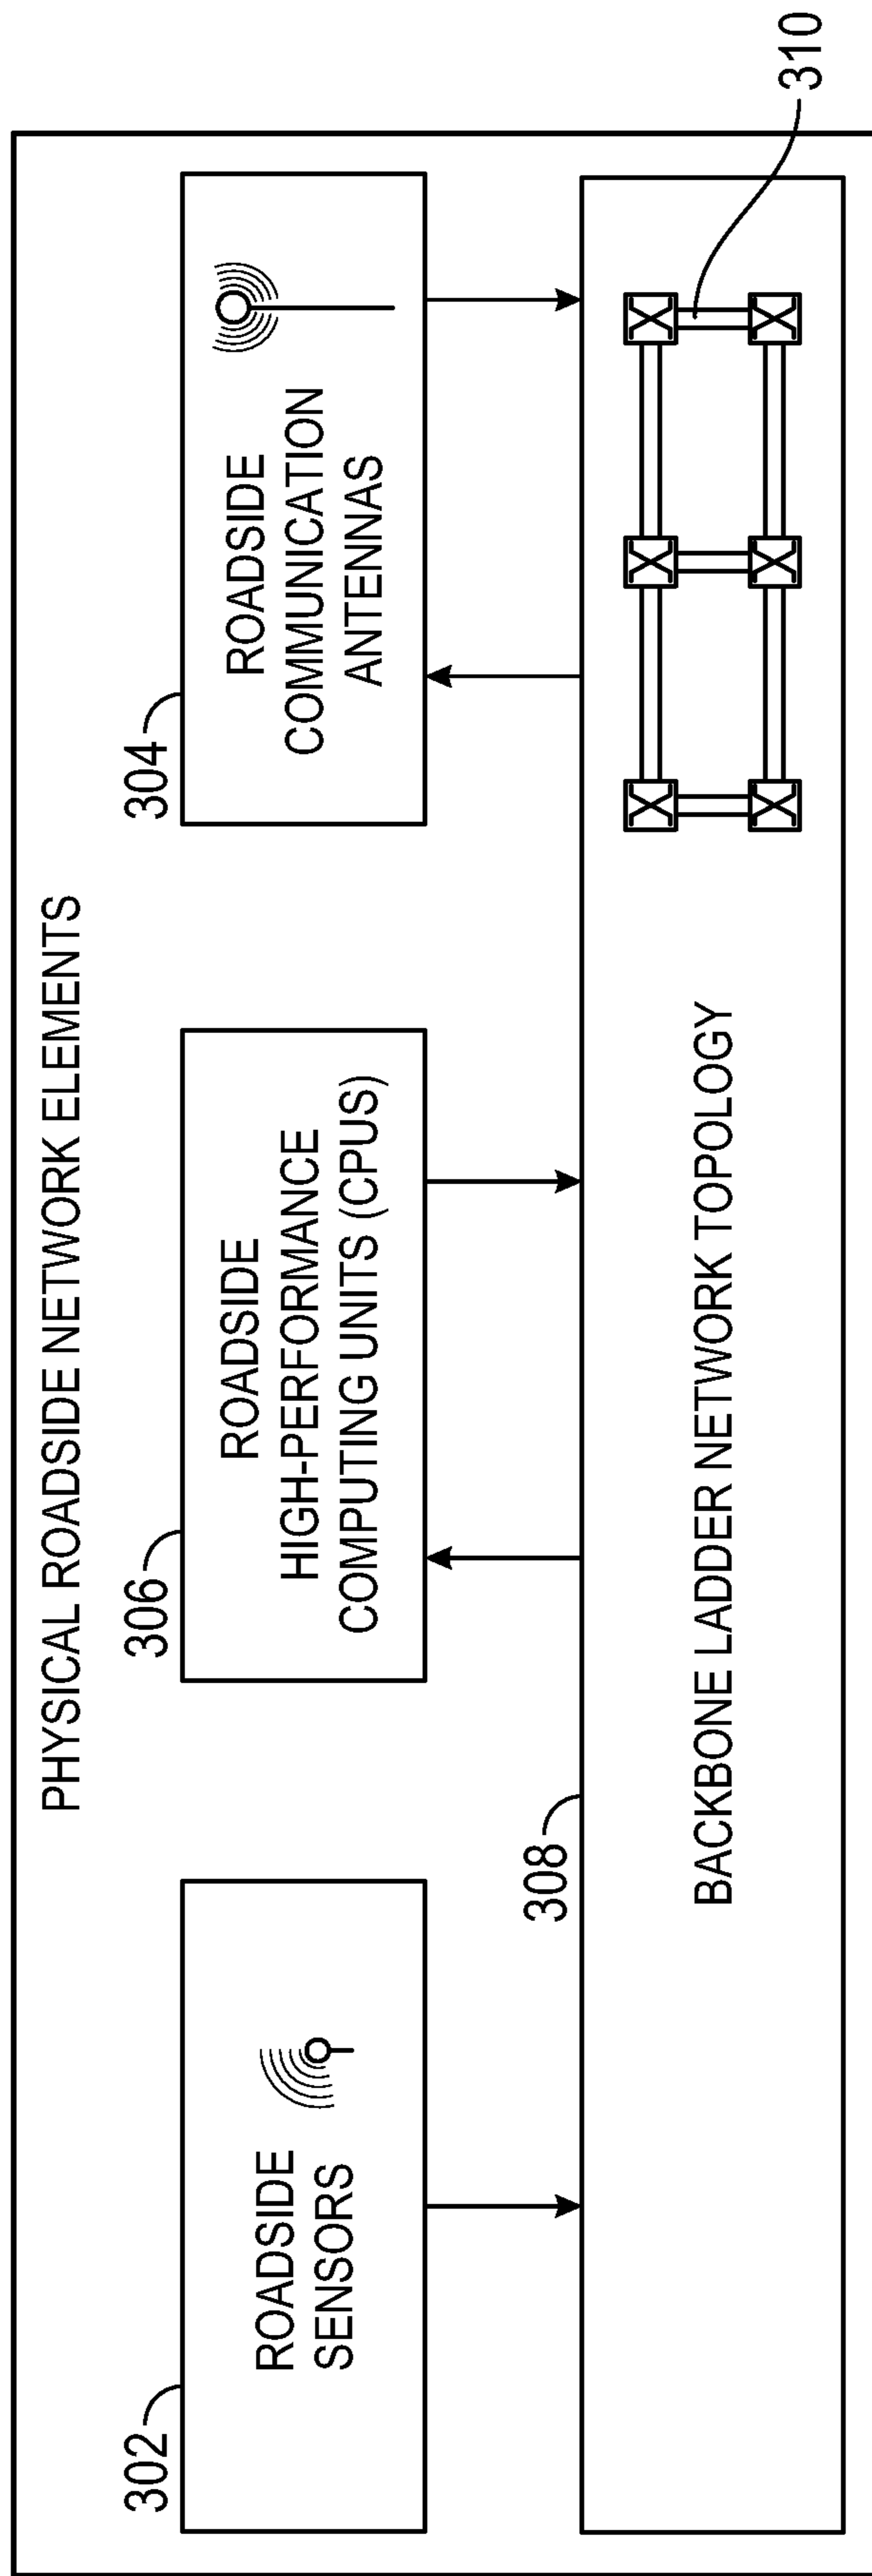 PHYSICAL ROADSIDE NETWORK ELEMENTS
302
ROADSIDE
SENSORS
306
ROADSIDE
HIGH-PERFORMANCE
COMPUTING UNITS (CPUS)
304
ROADSIDE
COMMUNICATION
ANTENNAS
308
BACKBONE LADDER NETWORK TOPOLOGY
310